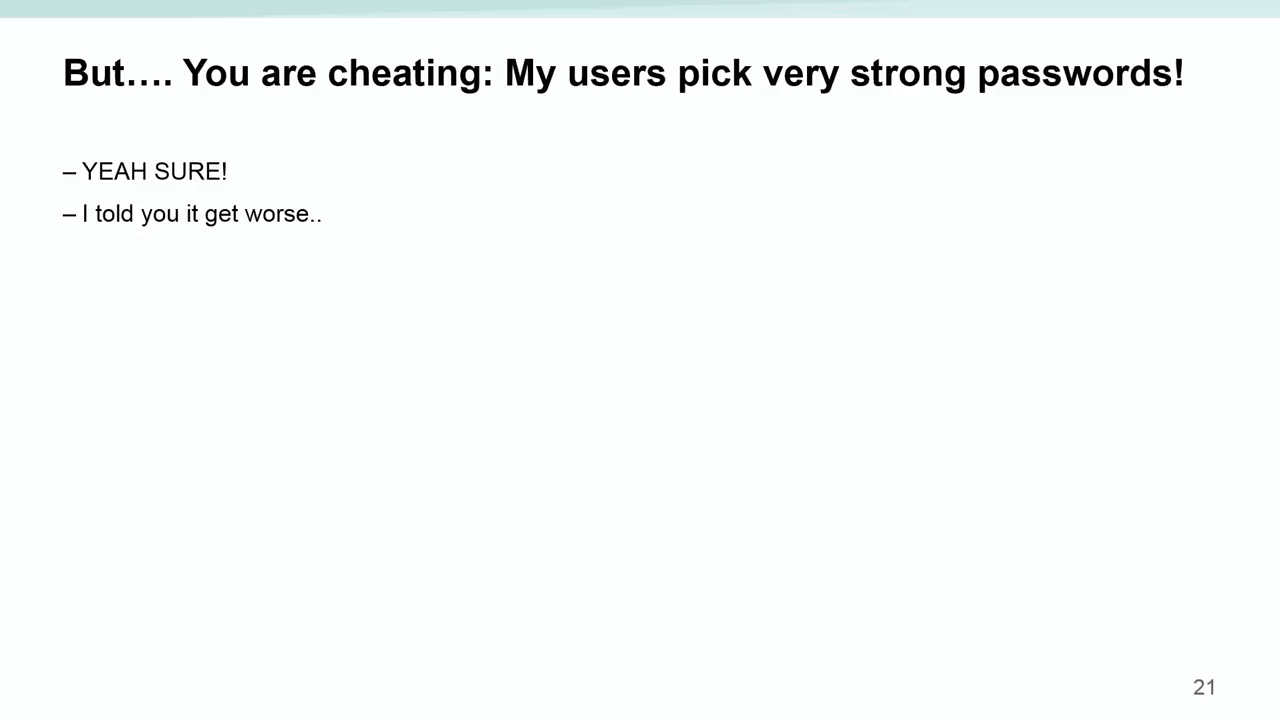 But…. You are cheating: My users pick very strong passwords!
– YEAH SURE!
– I told you it get worse..
21